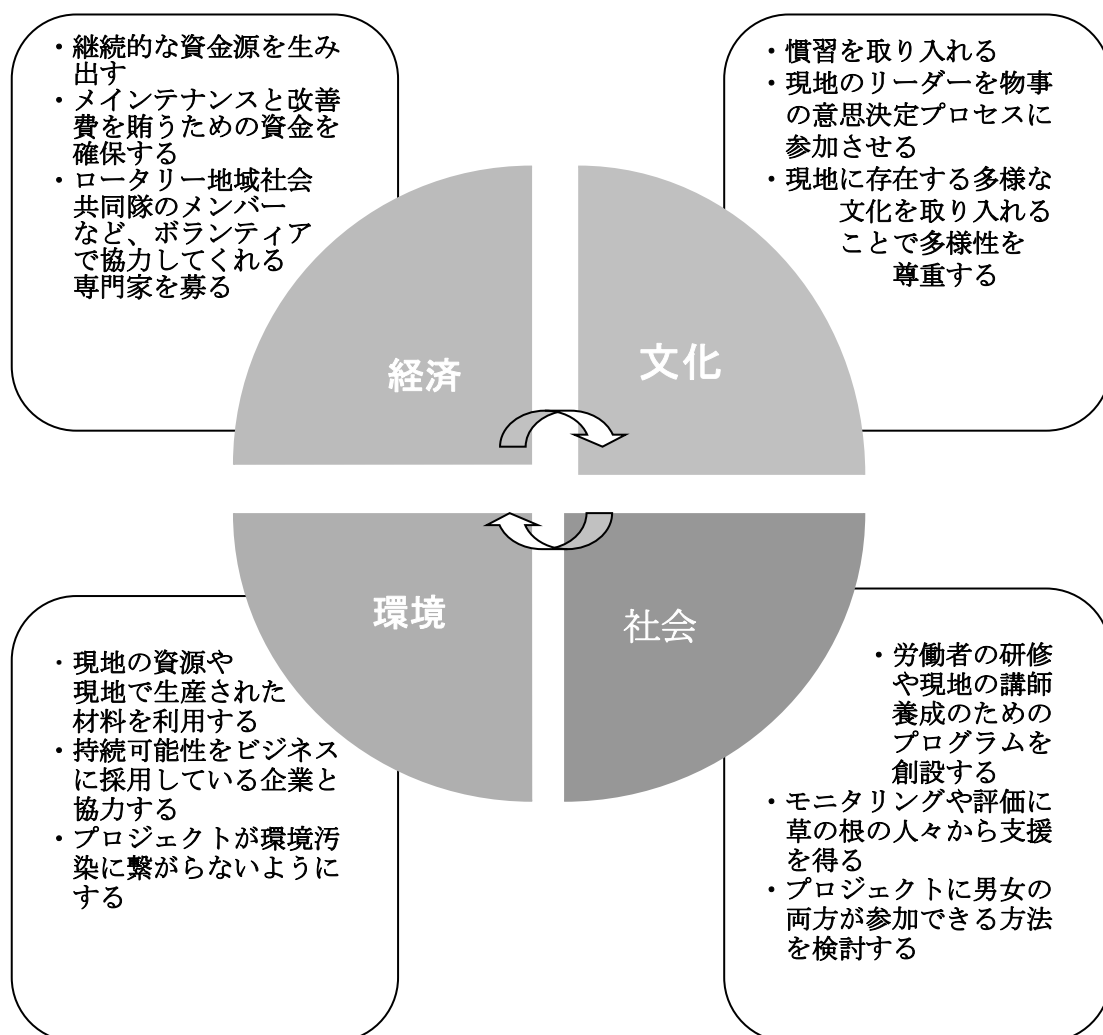 ・継続的な資金源を生み
出す
・メインテナンスと改善
費を賄うための資金を
確保する
・ロータリー地域社会
共同隊のメンバー
など、ボランティア
で協力してくれる
専門家を募る
・慣習を取り入れる
・現地のリーダーを物事
の意思決定プロセスに
参加させる
・現地に存在する多様な
文化を取り入れる
ことで多様性を
尊重する
経済
文化
環境
社会
・現地の資源や
現地で生産された
材料を利用する
・持続可能性をビジネス
に採用している企業と
協力する
・プロジェクトが環境汚
染に繋がらないように
する
・労働者の研修
や現地の講師
養成のための
プログラムを
創設する
・モニタリングや評価に
草の根の人々から支援
を得る
・プロジェクトに男女の
両方が参加できる方法
を検討する